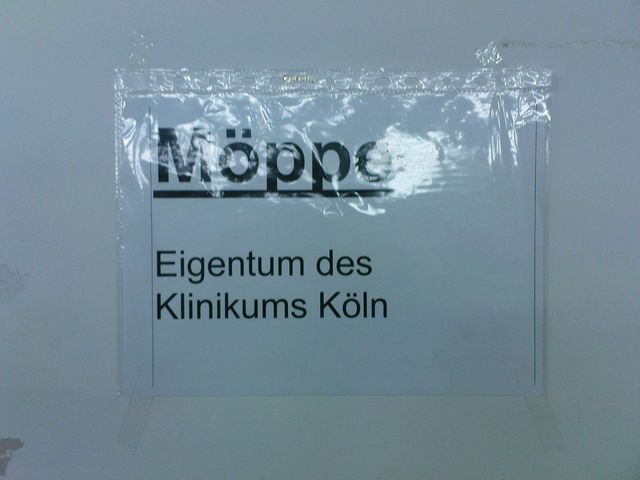 Möppe
Eigentum des
Klinikums Köln